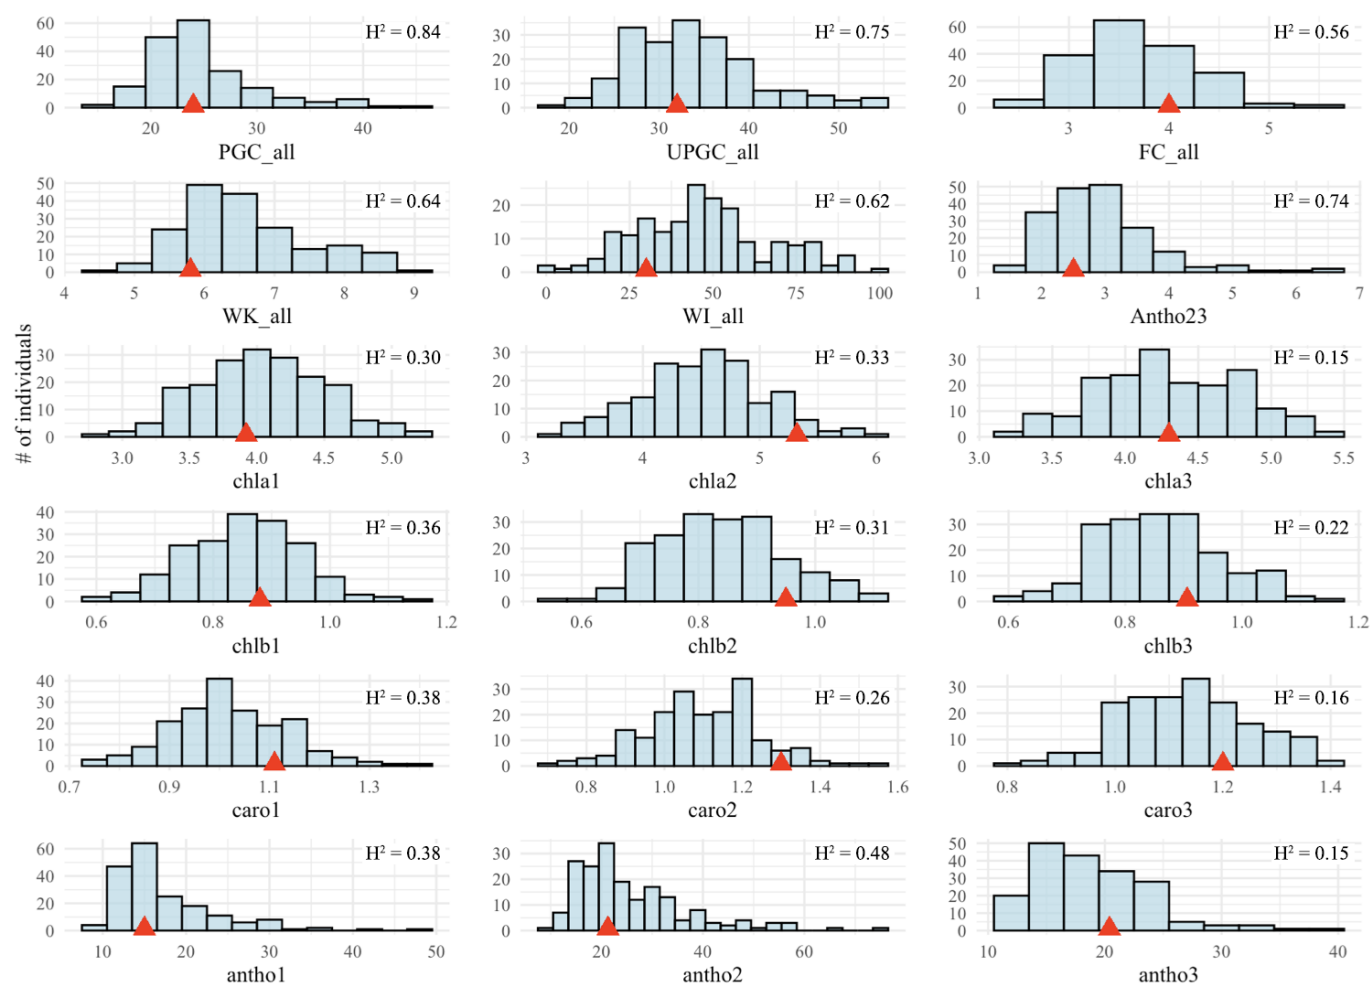 60
40
20
0
H² = 0.84
20 30 40
PGC_all
30
20
10
0
H² = 0.75
20 30 40 50
UPGC_all
60
40
20
0
H² = 0.56
3 4 5
FC_all
50
40
30
20
10
0
H² = 0.64
4 5 6 7 8 9
WK_all
20
10
0
H² = 0.62
0 25 50 75 100
WI_all
50
40
30
20
10
0
H² = 0.74
1 2 3 4 5 6 7
Antho23
# of individuals
30
20
10
0
H² = 0.30
3.0 3.5 4.0 4.5 5.0
chla1
30
20
10
0
H² = 0.33
3 4 5 6
chla2
30
20
10
0
H² = 0.15
3.0 3.5 4.0 4.5 5.0 5.5
chla3
40
30
20
10
0
H² = 0.36
0.6 0.8 1.0 1.2
chlb1
30
20
10
0
H² = 0.31
0.6 0.8 1.0
chlb2
30
20
10
0
H² = 0.22
0.6 0.8 1.0 1.2
chlb3
40
30
20
10
0
H² = 0.38
0.7 0.9 1.1 1.3
caro1
30
20
10
0
H² = 0.26
0.8 1.0 1.2 1.4 1.6
caro2
30
20
10
0
H² = 0.16
0.8 1.0 1.2 1.4
caro3
60
40
20
0
H² = 0.38
10 20 30 40 50
antho1
30
20
10
0
H² = 0.48
20 40 60
antho2
50
40
30
20
10
0
H² = 0.15
10 20 30 40
antho3